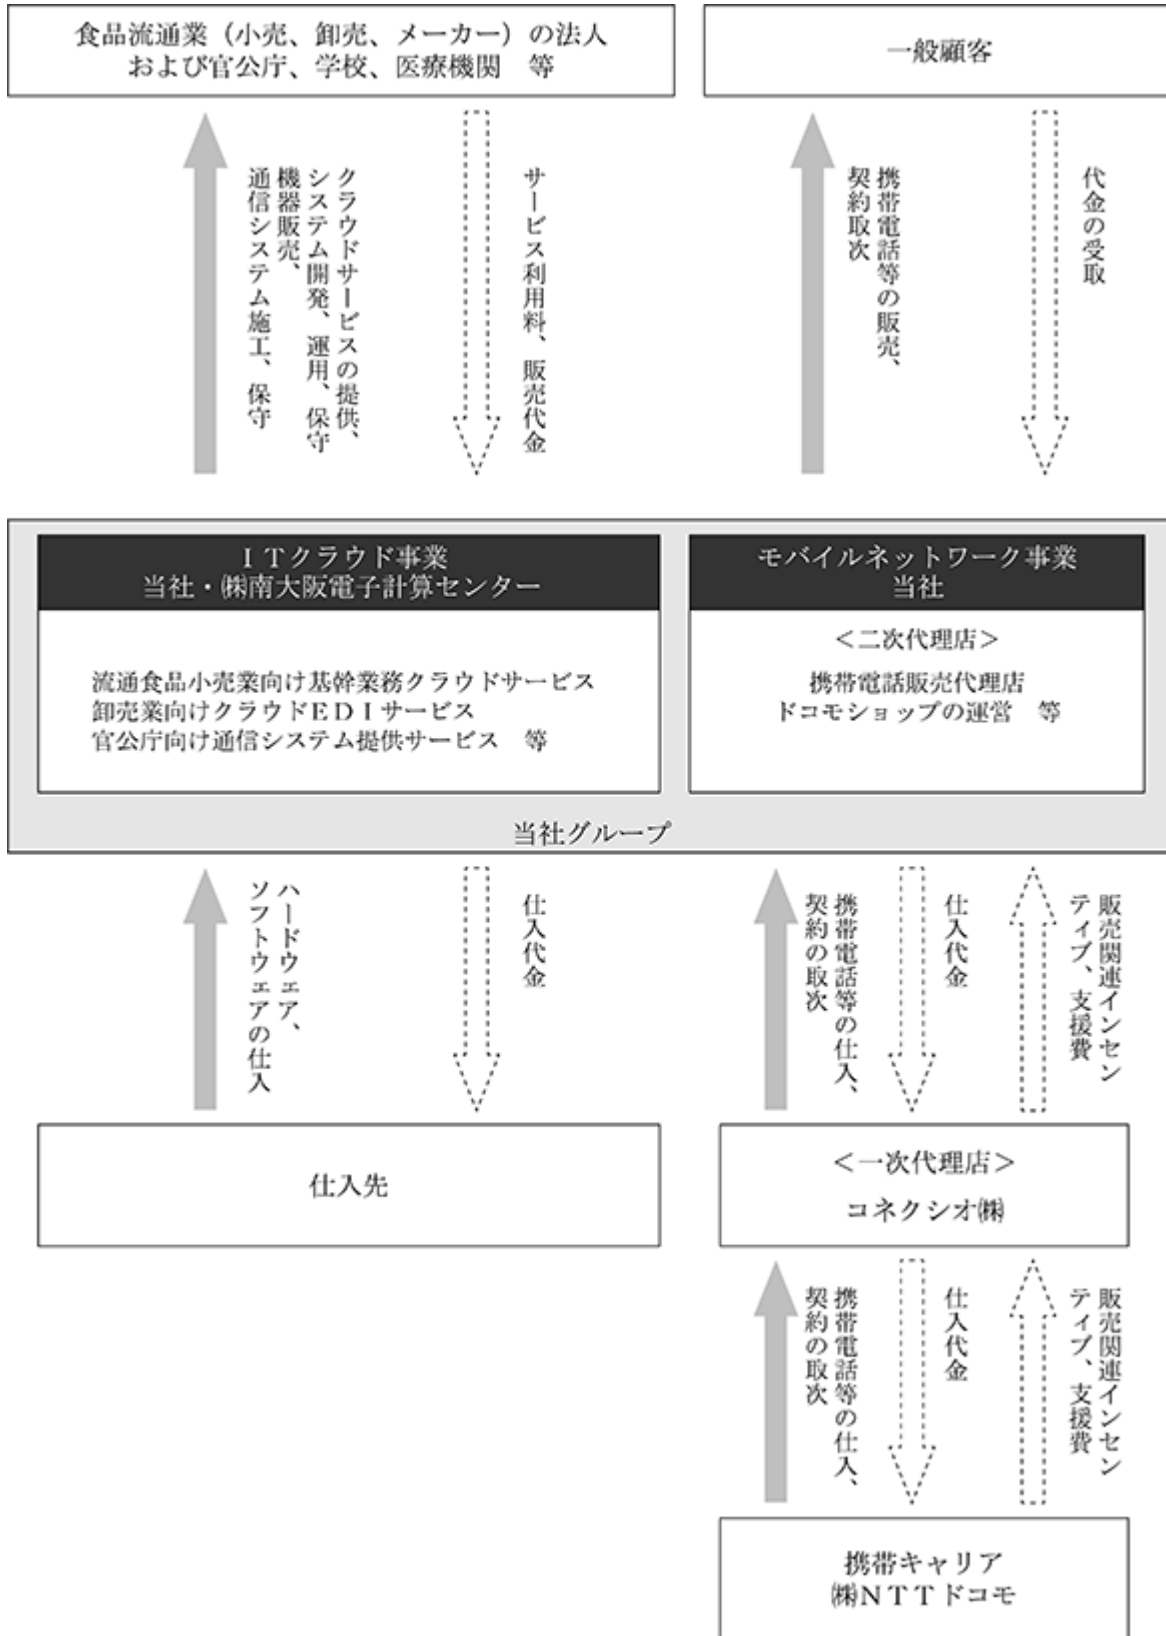 食品流通業（小売、卸売、メーカー）の法人
および官公庁、学校、医療機関　等
一般顧客
クラウドサービスの提供、
システム開発、運用、保守
機器販売、
通信システム施工、保守
サービス利用料、販売代金
携帯電話等の販売、
契約取次
代金の受取
ＩＴクラウド事業
当社・㈱南大阪電子計算センター
流通食品小売業向け基幹業務クラウドサービス
卸売業向けクラウドＥＤＩサービス
官公庁向け通信システム提供サービス　等
モバイルネットワーク事業
当社
＜二次代理店＞
携帯電話販売代理店
ドコモショップの運営　等
当社グループ
ハードウェア、
ソフトウェアの仕入
仕入代金
携帯電話等の仕入、
契約の取次
仕入代金
販売関連インセン
ティブ、支援費
仕入先
＜一次代理店＞
コネクシオ㈱
携帯電話等の仕入、
契約の取次
仕入代金
販売関連インセン
ティブ、支援費
携帯キャリア
㈱ＮＴＴドコモ